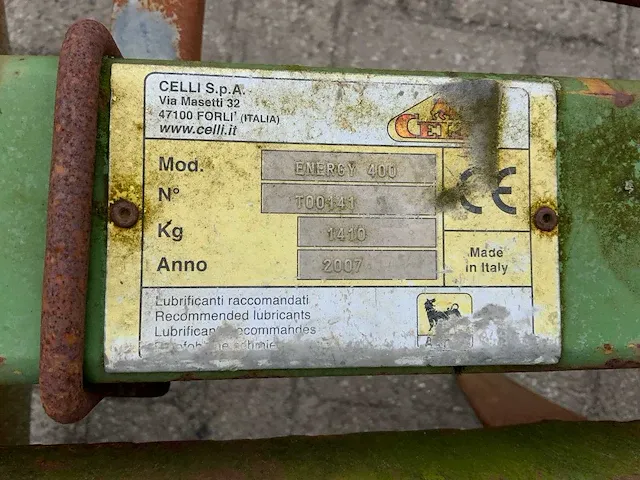 CELLI S.p.A.
Via Masetti 32
47100 FORLI' (ITALIA)
www.celli.it
Mod. ENERGY 400
N° T00141
Kg 1410
Anno 2007
CE
Made
in Italy
Lubrificanti raccomandati
Recommended lubricants